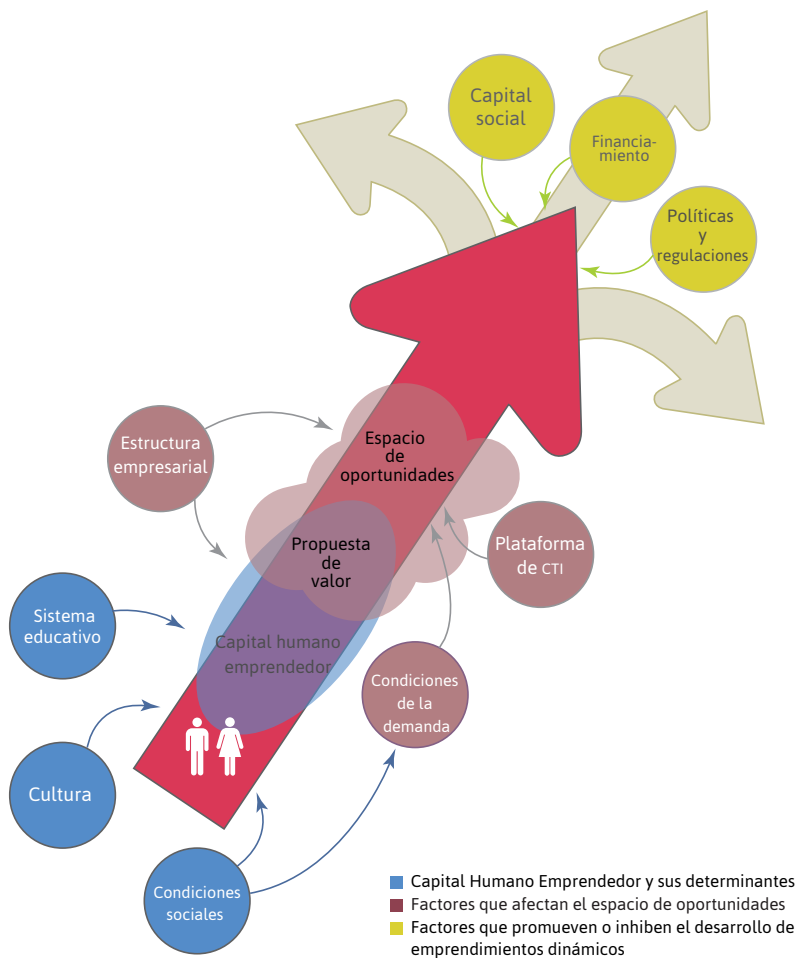 Capital
social
Financia-
miento
Políticas
y
regulaciones
Estructura
empresarial
Espacio
de
oportunidades
Plataforma
de CTI
Propuesta
de
valor
Sistema
educativo
Capital humano
emprendedor
Condiciones
de la
demanda
Cultura
Condiciones
sociales
Capital Humano Emprendedor y sus determinantes
Factores que afectan el espacio de oportunidades
Factores que promueven o inhiben el desarrollo de
emprendimientos dinámicos